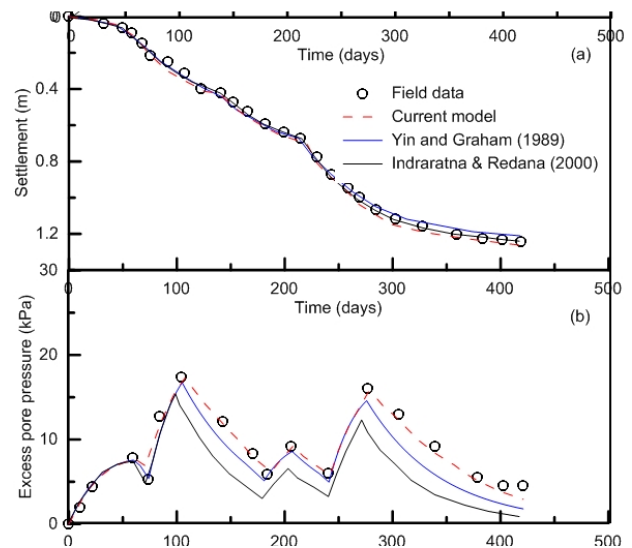 0 100 200 300 400 500
Time (days)
(a)
Settlement (m)
0.4
0.8
1.2
Field data
Current model
Yin and Graham (1989)
Indraratna & Redana (2000)
30
0 100 200 300 400 500
Time (days)
(b)
Excess pore pressure (kPa)
20
10
0
0 100 200 300 400 500
Time (days)